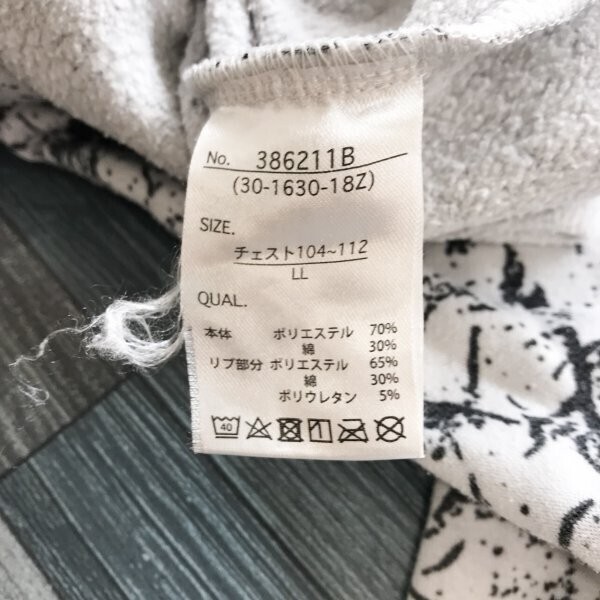 No. 386211B
(30-1630-18Z)
SIZE.
チェスト104~112
LL
QUAL.
本体 ポリエステル 70%
綿 30%
リブ部分 ポリエステル 65%
綿 30%
ポリウレタン 5%
40